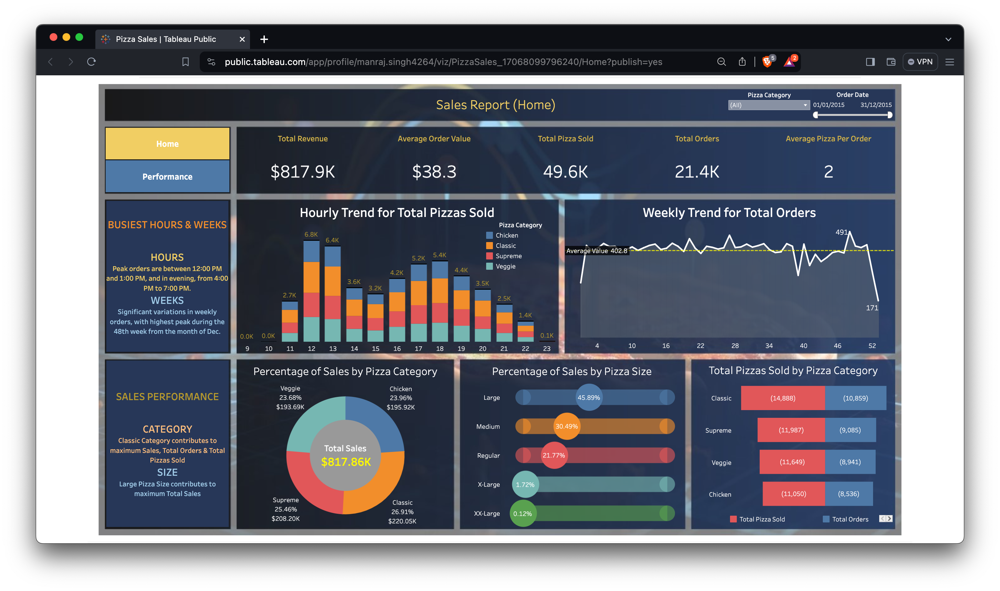 Pizza Sales | Tableau Public
public.tableau.com/app/profile/manraj.singh4264/viz/PizzaSales_17068099796240/Home?publish=yes
5
2
VPN
Sales Report (Home)
Pizza Category
(All)
Order Date
01/01/2015 31/12/2015
Home
Performance
Total Revenue
$817.9K
Average Order Value
$38.3
Total Pizza Sold
49.6K
Total Orders
21.4K
Average Pizza Per Order
2
BUSIEST HOURS & WEEKS
HOURS
Peak orders are between 12:00 PM
and 1:00 PM, and in evening, from 4:00
PM to 7:00 PM.
WEEKS
Significant variations in weekly
orders, with highest peak during the
48th week from the month of Dec.
Hourly Trend for Total Pizzas Sold
Pizza Category
Chicken
Classic
Supreme
Veggie
0.0K 0.0K 2.7K 6.8K 6.4K 3.6K 3.2K 4.2K 5.2K 5.4K 4.4K 3.5K 2.5K 1.4K 0.1K
9 10 11 12 13 14 15 16 17 18 19 20 21 22 23
Weekly Trend for Total Orders
491
Average Value 402.8
171
4 10 16 22 28 34 40 46 52
SALES PERFORMANCE
CATEGORY
Classic Category contributes to
maximum Sales, Total Orders & Total
Pizzas Sold
SIZE
Large Pizza Size contributes to
maximum Total Sales
Percentage of Sales by Pizza Category
Veggie
23.68%
$193.69K
Chicken
23.96%
$195.92K
Total Sales
$817.86K
Supreme
25.46%
$208.20K
Classic
26.91%
$220.05K
Percentage of Sales by Pizza Size
Large 45.89%
Medium 30.49%
Regular 21.77%
X-Large 1.72%
XX-Large 0.12%
Total Pizzas Sold by Pizza Category
Classic (14,888) (10,859)
Supreme (11,987) (9,085)
Veggie (11,649) (8,941)
Chicken (11,050) (8,536)
Total Pizza Sold Total Orders